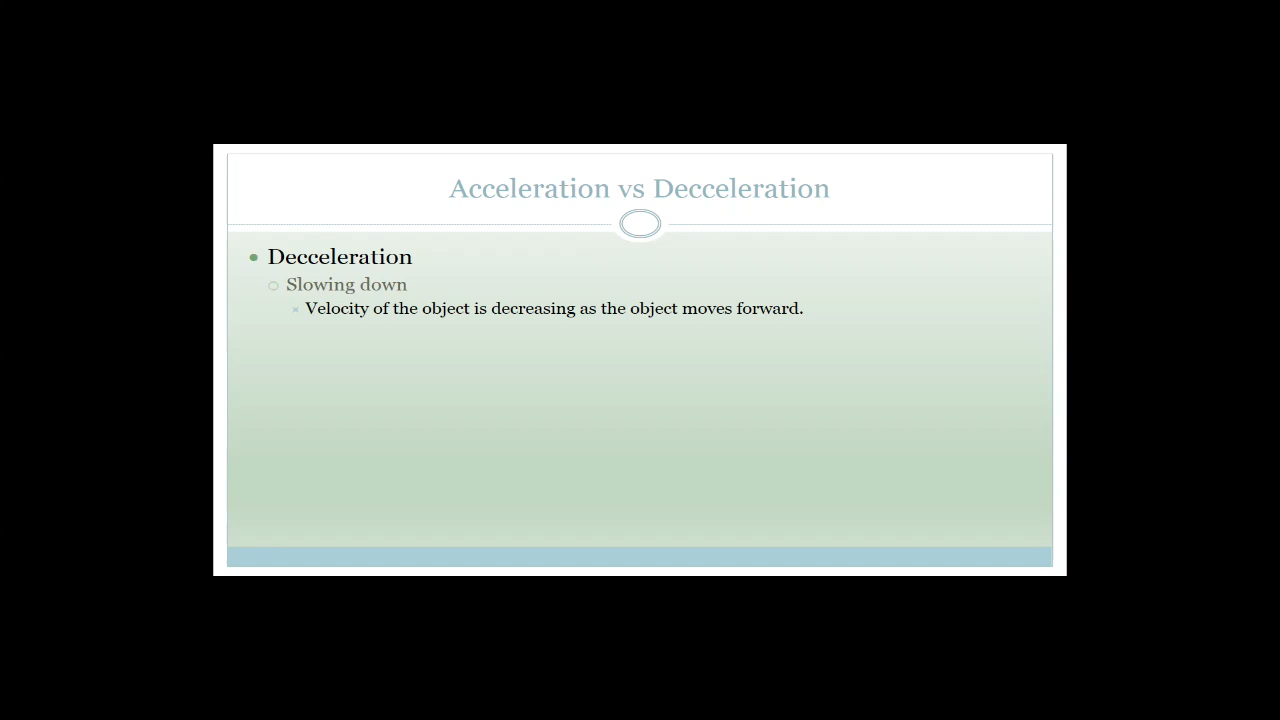 Acceleration vs Decceleration
Decceleration
Slowing down
Velocity of the object is decreasing as the object moves forward.